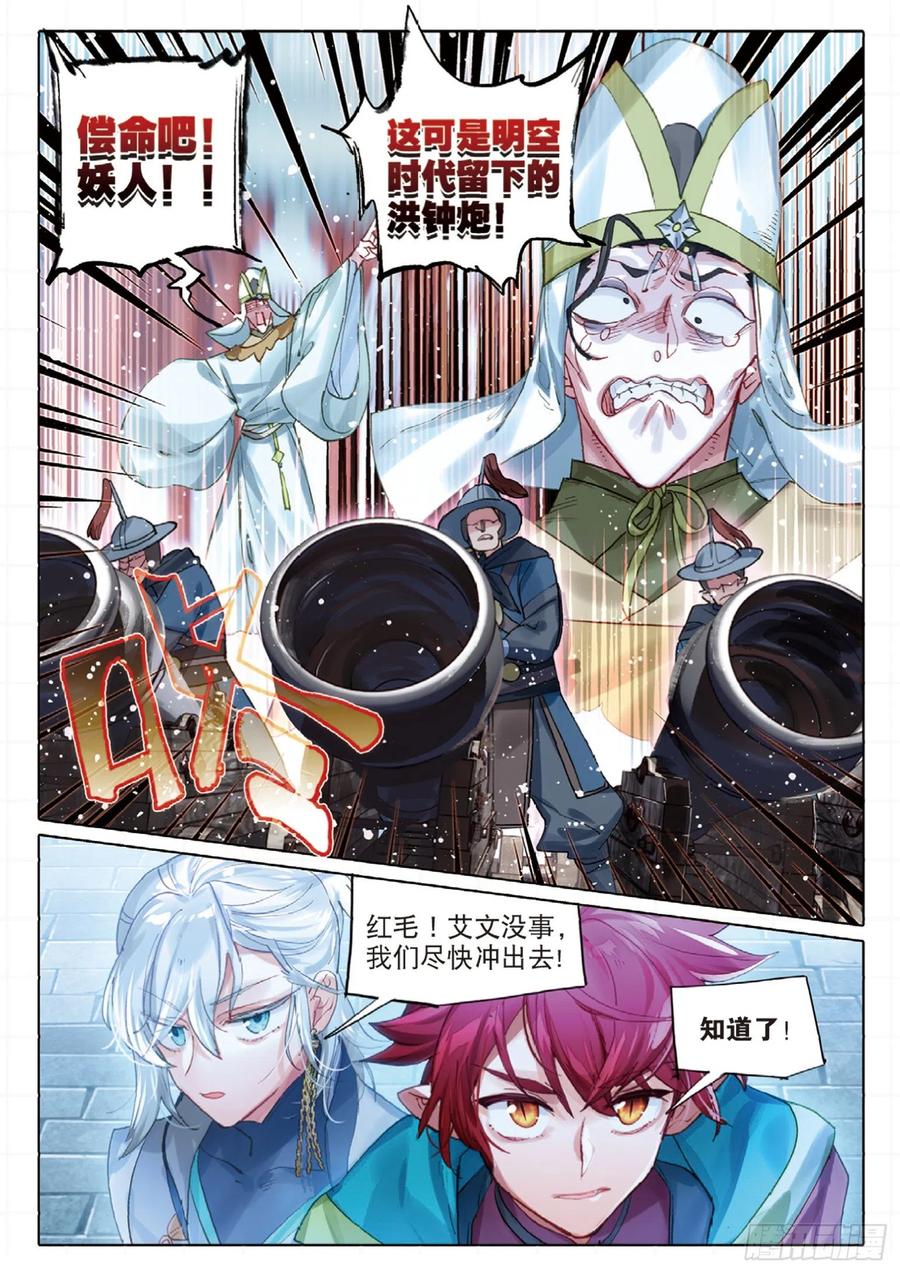 偿命吧！
妖人！！
这可是明空
时代留下的
洪钟炮！
红毛！艾文没事，
我们尽快冲出去！
知道了！
腾讯动漫